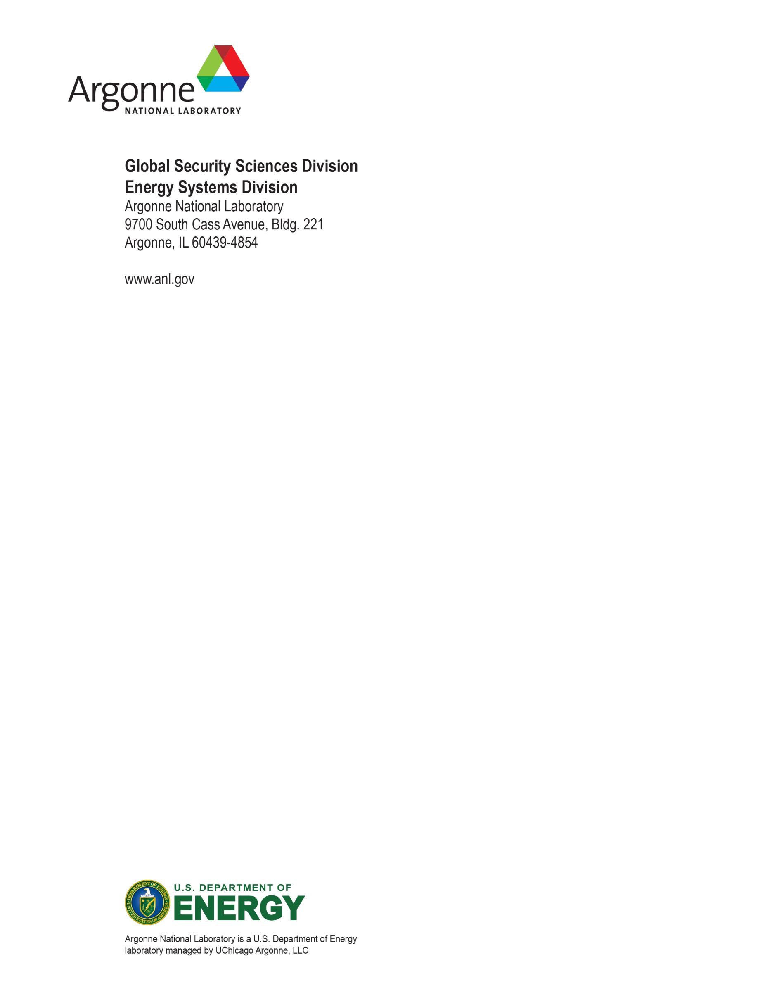 Argonne
NATIONAL LABORATORY
Global Security Sciences Division
Energy Systems Division
Argonne National Laboratory
9700 South Cass Avenue, Bldg. 221
Argonne, IL 60439-4854
www.anl.gov
DEPARTMENT OF ENERGY
UNITED STATES OF AMERICA
U.S. DEPARTMENT OF
ENERGY
Argonne National Laboratory is a U.S. Department of Energy
laboratory managed by UChicago Argonne, LLC